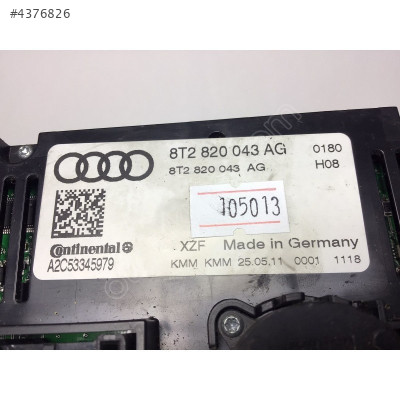 #4376826
8T2 820 043 AG 0180
8T2 820 043 AG H08
105013
Continental
XZF Made in Germany
A2C53345979
KMM KMM 25.05.11 0001 1118